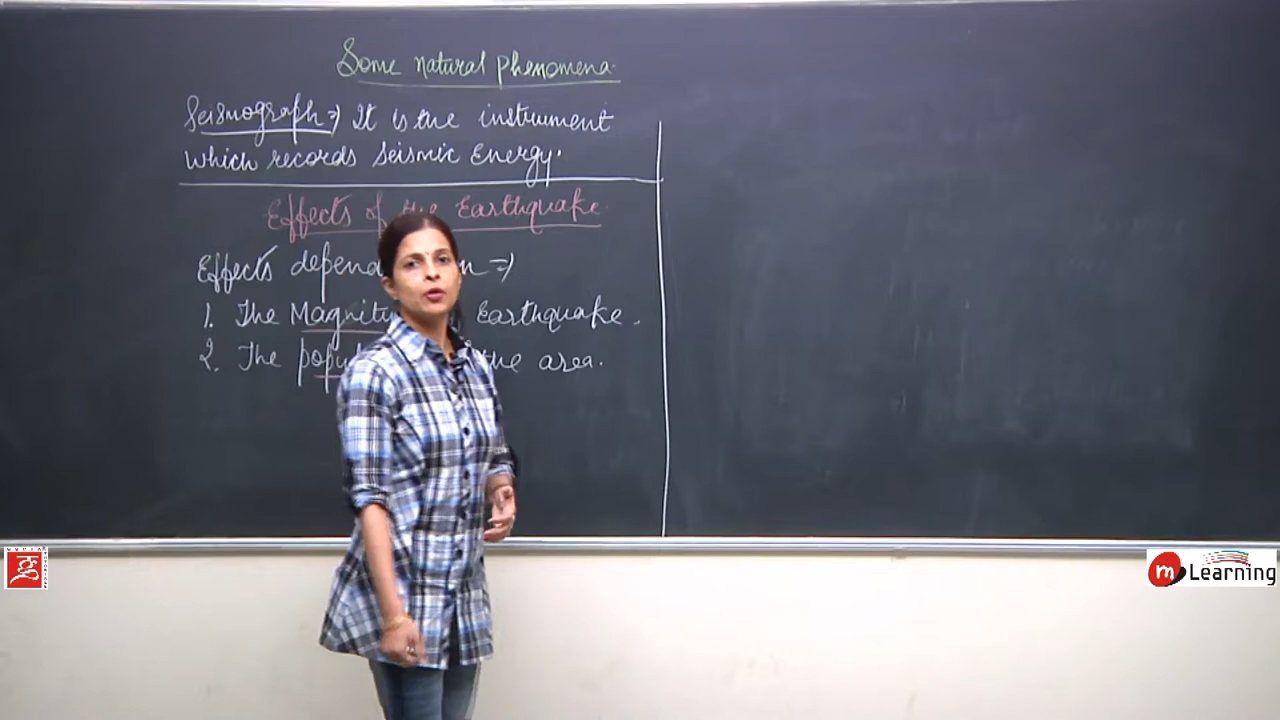 Some natural phenomena.
Seismograph ⇒ It is the instrument
which records Seismic Energy.
Effects of the Earthquake.
Effects depend n ⇒
1. The Magnitu Earthquake.
2. The popul the area.
m Learning